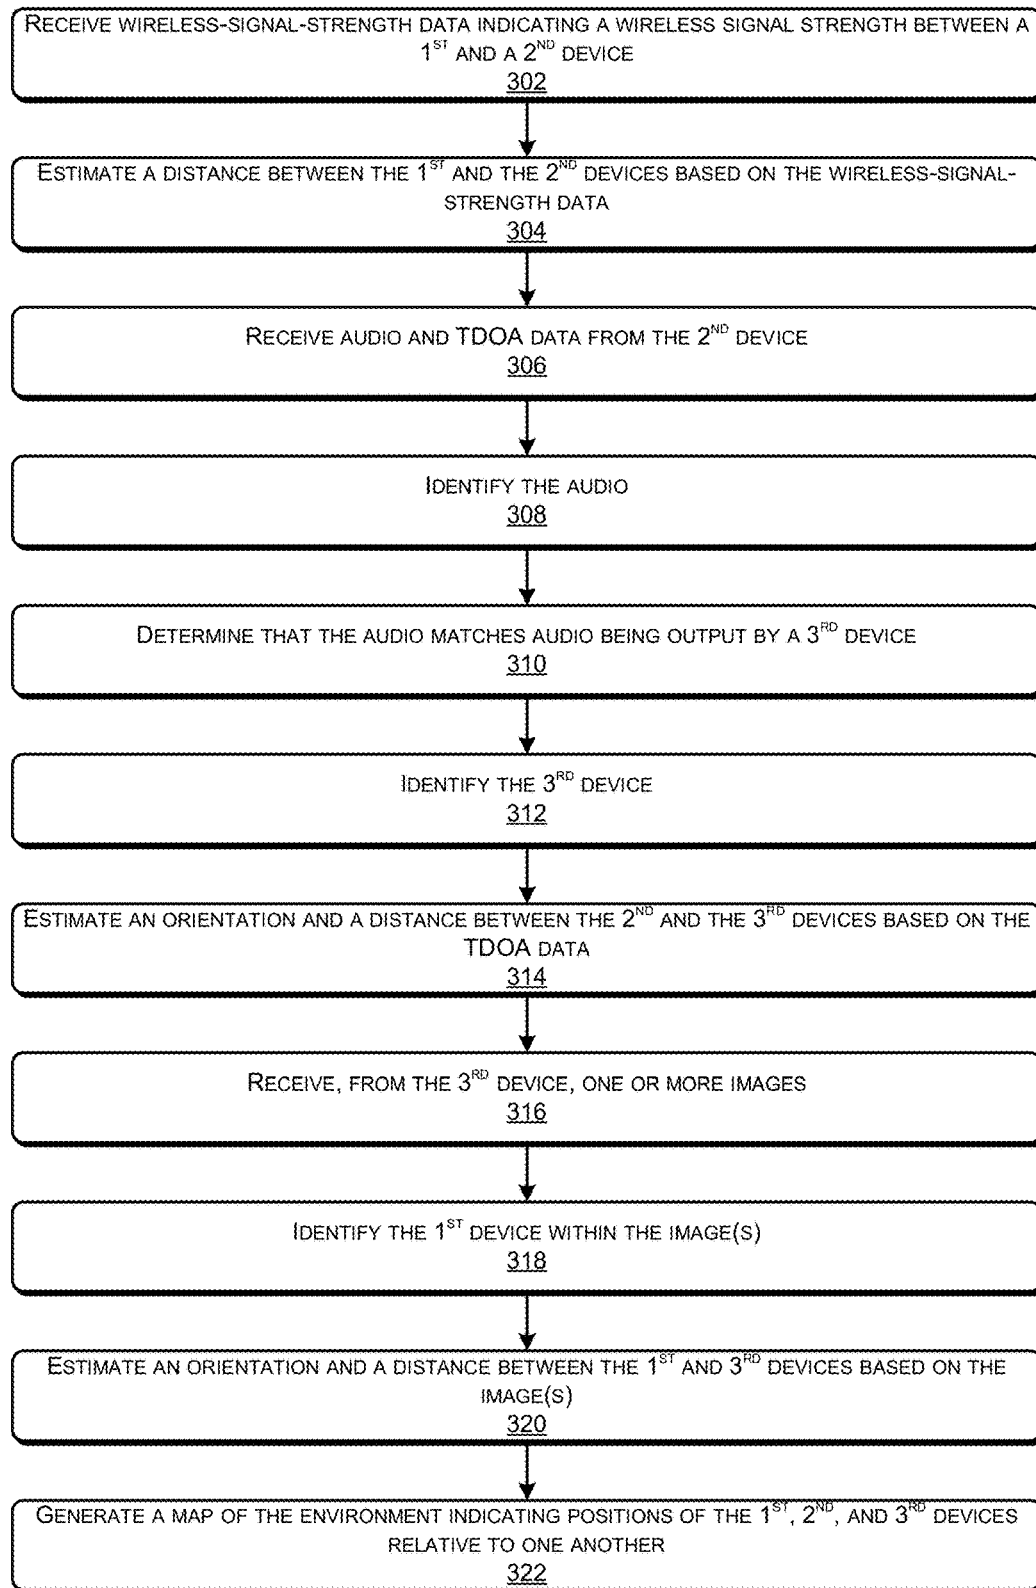 RECEIVE WIRELESS-SIGNAL-STRENGTH DATA INDICATING A WIRELESS SIGNAL STRENGTH BETWEEN A
1ST AND A 2ND DEVICE
302
ESTIMATE A DISTANCE BETWEEN THE 1ST AND THE 2ND DEVICES BASED ON THE WIRELESS-SIGNAL-
STRENGTH DATA
304
RECEIVE AUDIO AND TDOA DATA FROM THE 2ND DEVICE
306
IDENTIFY THE AUDIO
308
DETERMINE THAT THE AUDIO MATCHES AUDIO BEING OUTPUT BY A 3RD DEVICE
310
IDENTIFY THE 3RD DEVICE
312
ESTIMATE AN ORIENTATION AND A DISTANCE BETWEEN THE 2ND AND THE 3RD DEVICES BASED ON THE
TDOA DATA
314
RECEIVE, FROM THE 3RD DEVICE, ONE OR MORE IMAGES
316
IDENTIFY THE 1ST DEVICE WITHIN THE IMAGE(S)
318
ESTIMATE AN ORIENTATION AND A DISTANCE BETWEEN THE 1ST AND 3RD DEVICES BASED ON THE
IMAGE(S)
320
GENERATE A MAP OF THE ENVIRONMENT INDICATING POSITIONS OF THE 1ST, 2ND, AND 3RD DEVICES
RELATIVE TO ONE ANOTHER
322